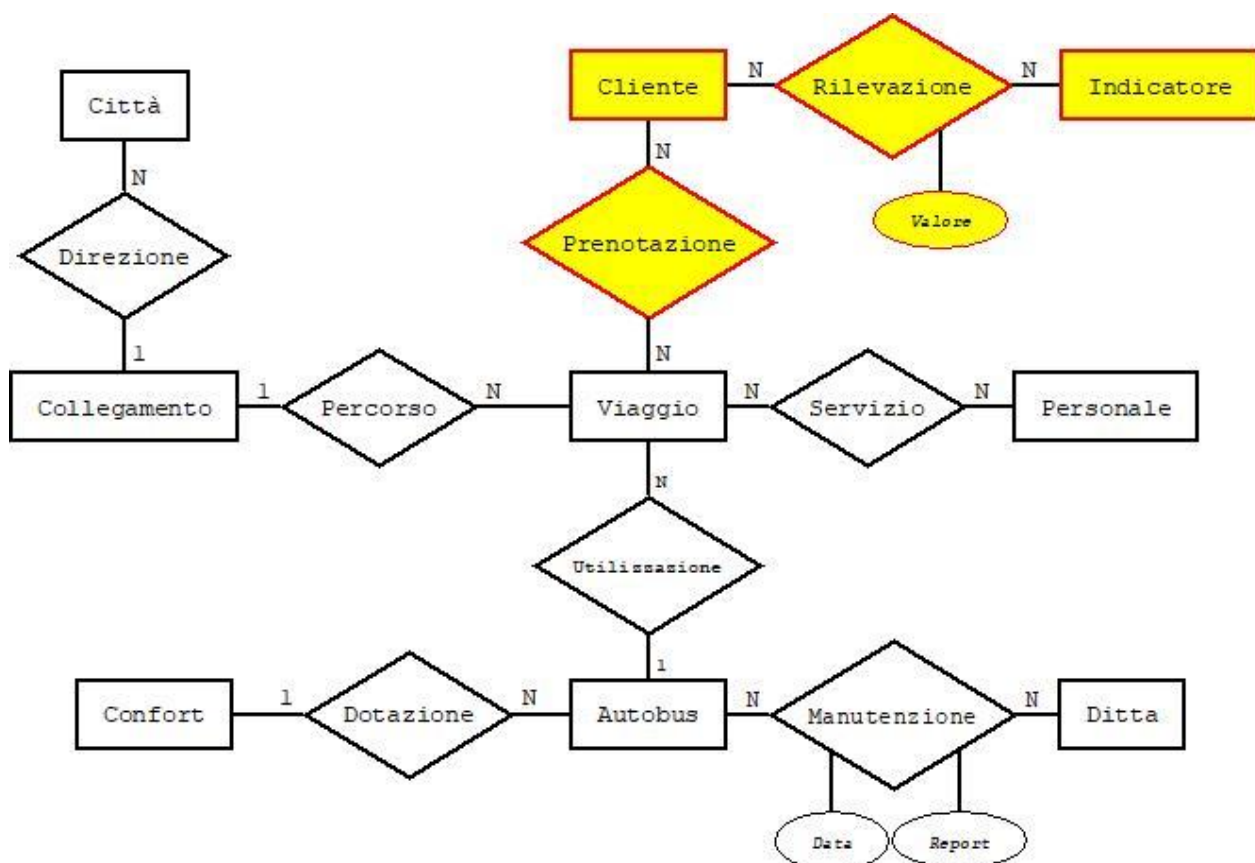 Cliente N Rilevazione N Indicatore
Città
N
N
Valore
Direzione
Prenotazione
1
N
Collegamento 1 Percorso N Viaggio N Servizio N Personale
N
Utilissazione
1
Confort 1 Dotazione N Autobus N Manutenzione N Ditta
Data Report